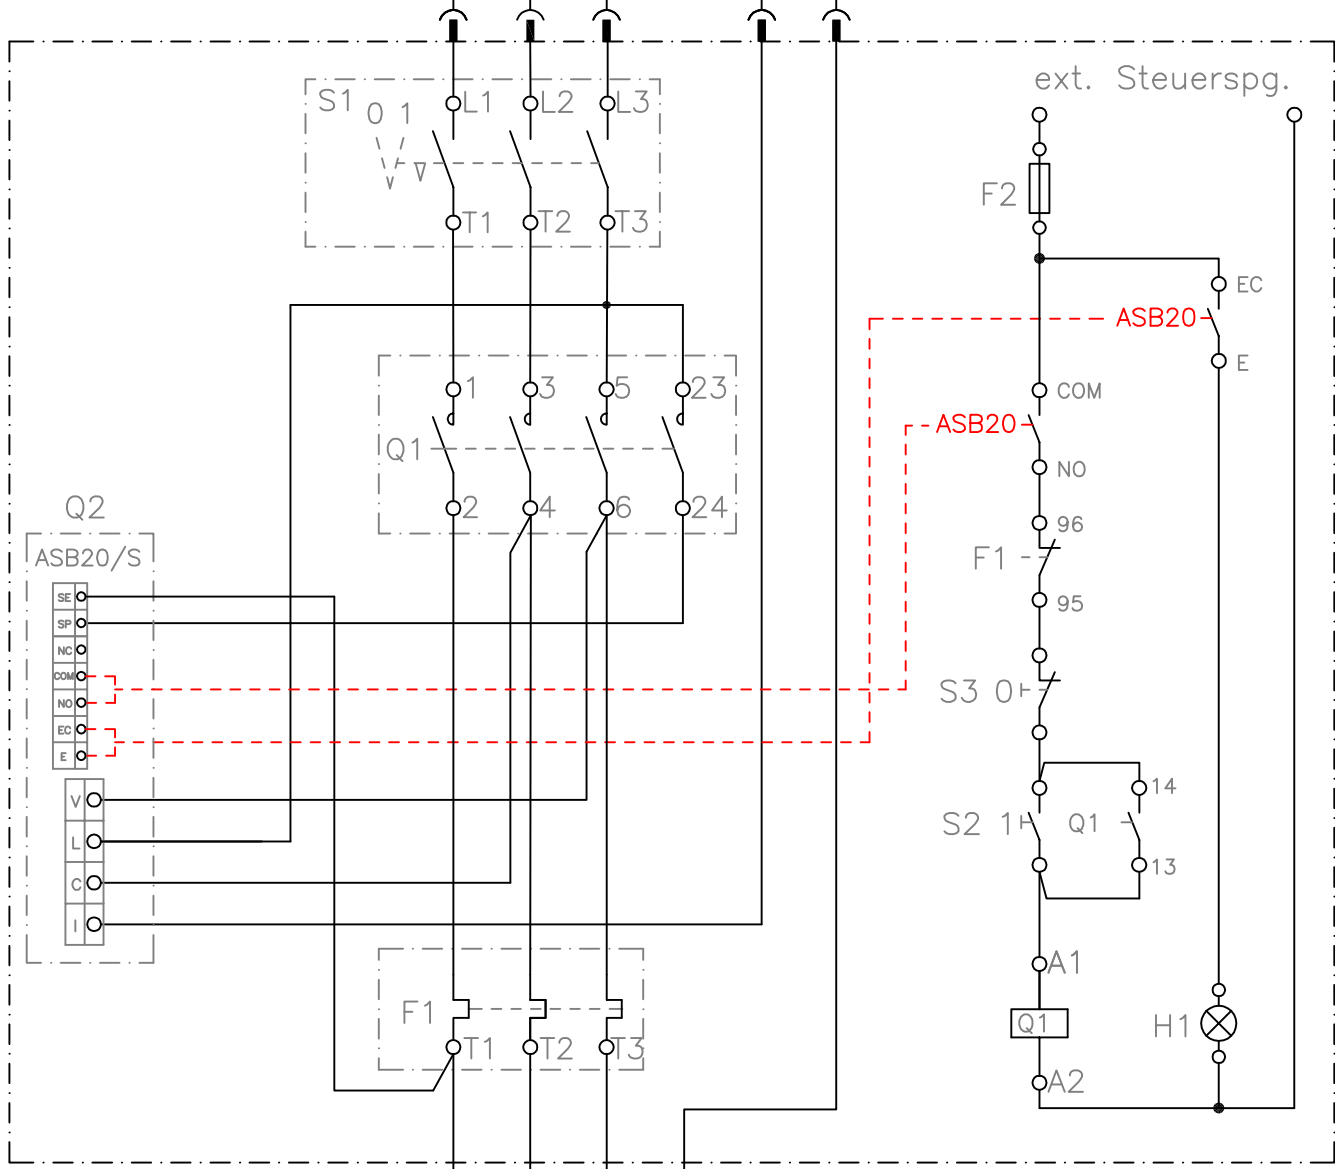 ext. Steuerspg.
S1
0 1
L1
L2
L3
T1
T2
T3
F2
EC
ASB20
E
COM
ASB20
NO
1
3
5
23
Q1
2
4
6
24
Q2
ASB20/S
SE
SP
NC
COM
NO
EC
E
V
L
C
I
96
F1
95
S3 0
14
S2 1
Q1
13
F1
T1
T2
T3
A1
Q1
A2
H1